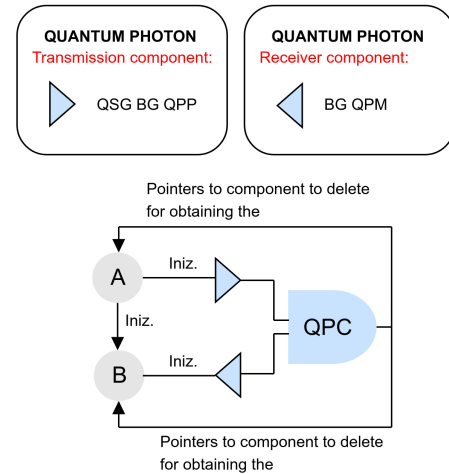 QUANTUM PHOTON
Transmission component:
QSG BG QPP
QUANTUM PHOTON
Receiver component:
BG QPM
Pointers to component to delete
for obtaining the
A
Iniz.
Iniz.
QPC
B
Iniz.
Pointers to component to delete
for obtaining the